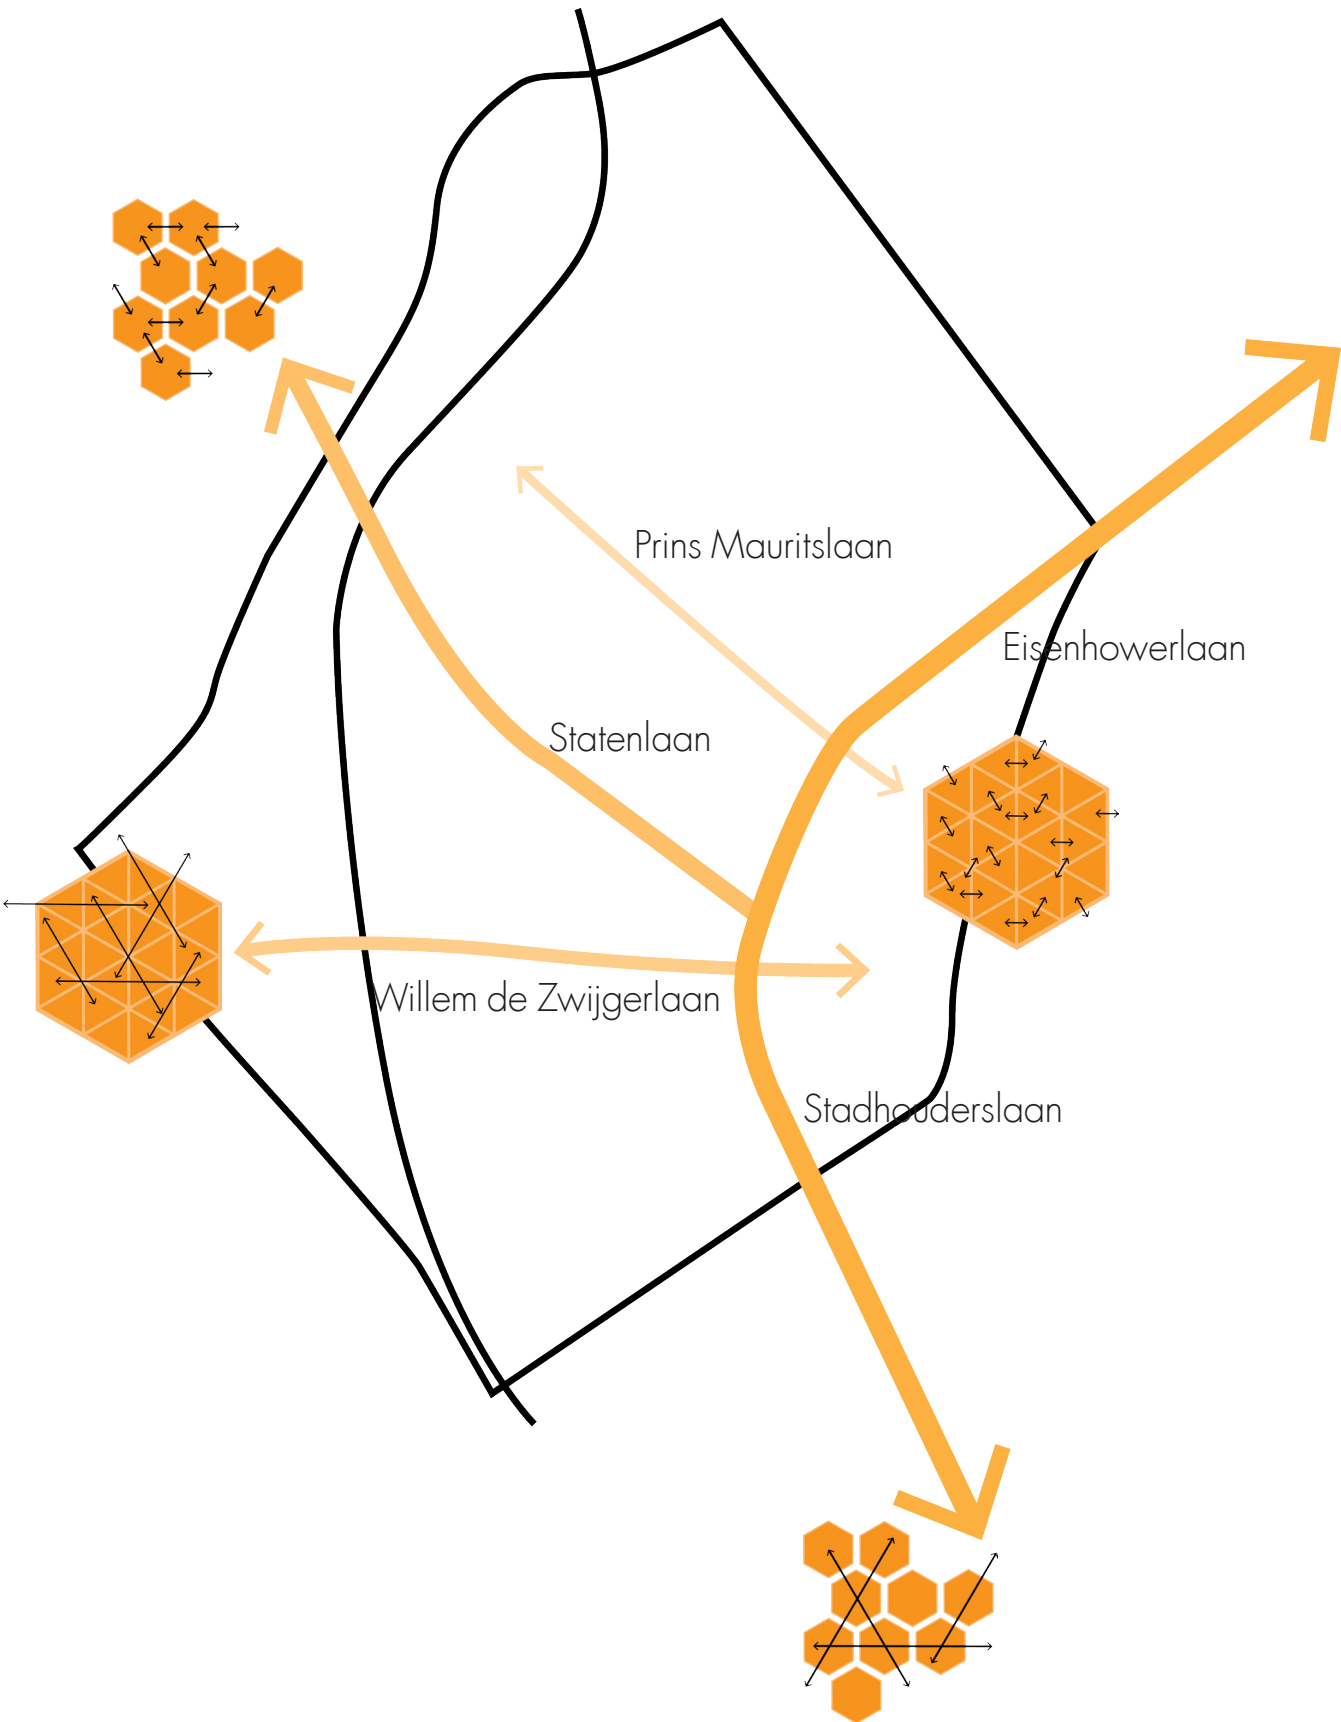 Prins Mauritslaan
Eisenhowerlaan
Statenlaan
Willem de Zwijgerlaan
Stadhouderslaan